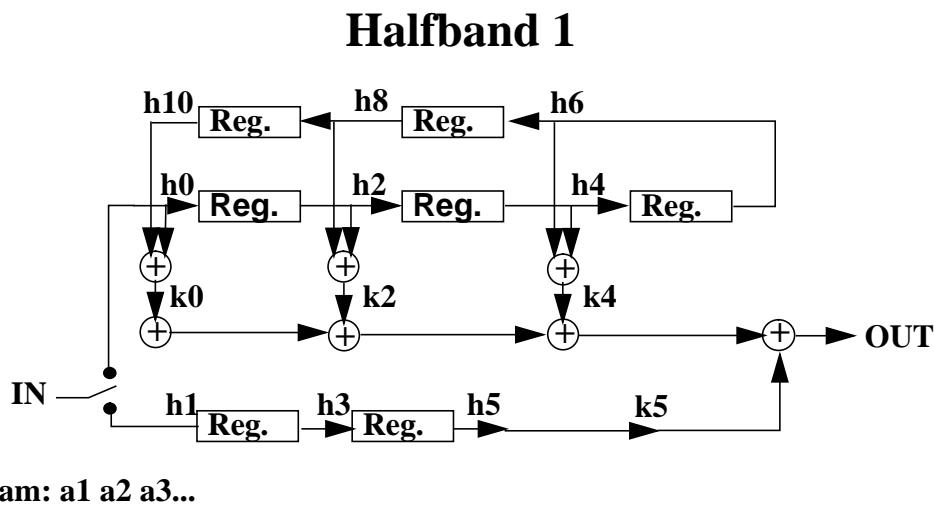 Halfband 1
h10 Reg. h8 Reg. h6
h0 Reg. h2 Reg. h4 Reg.
+ + +
k0 k2 k4
+ + + + OUT
IN
h1 Reg. h3 Reg. h5 k5
am: a1 a2 a3...